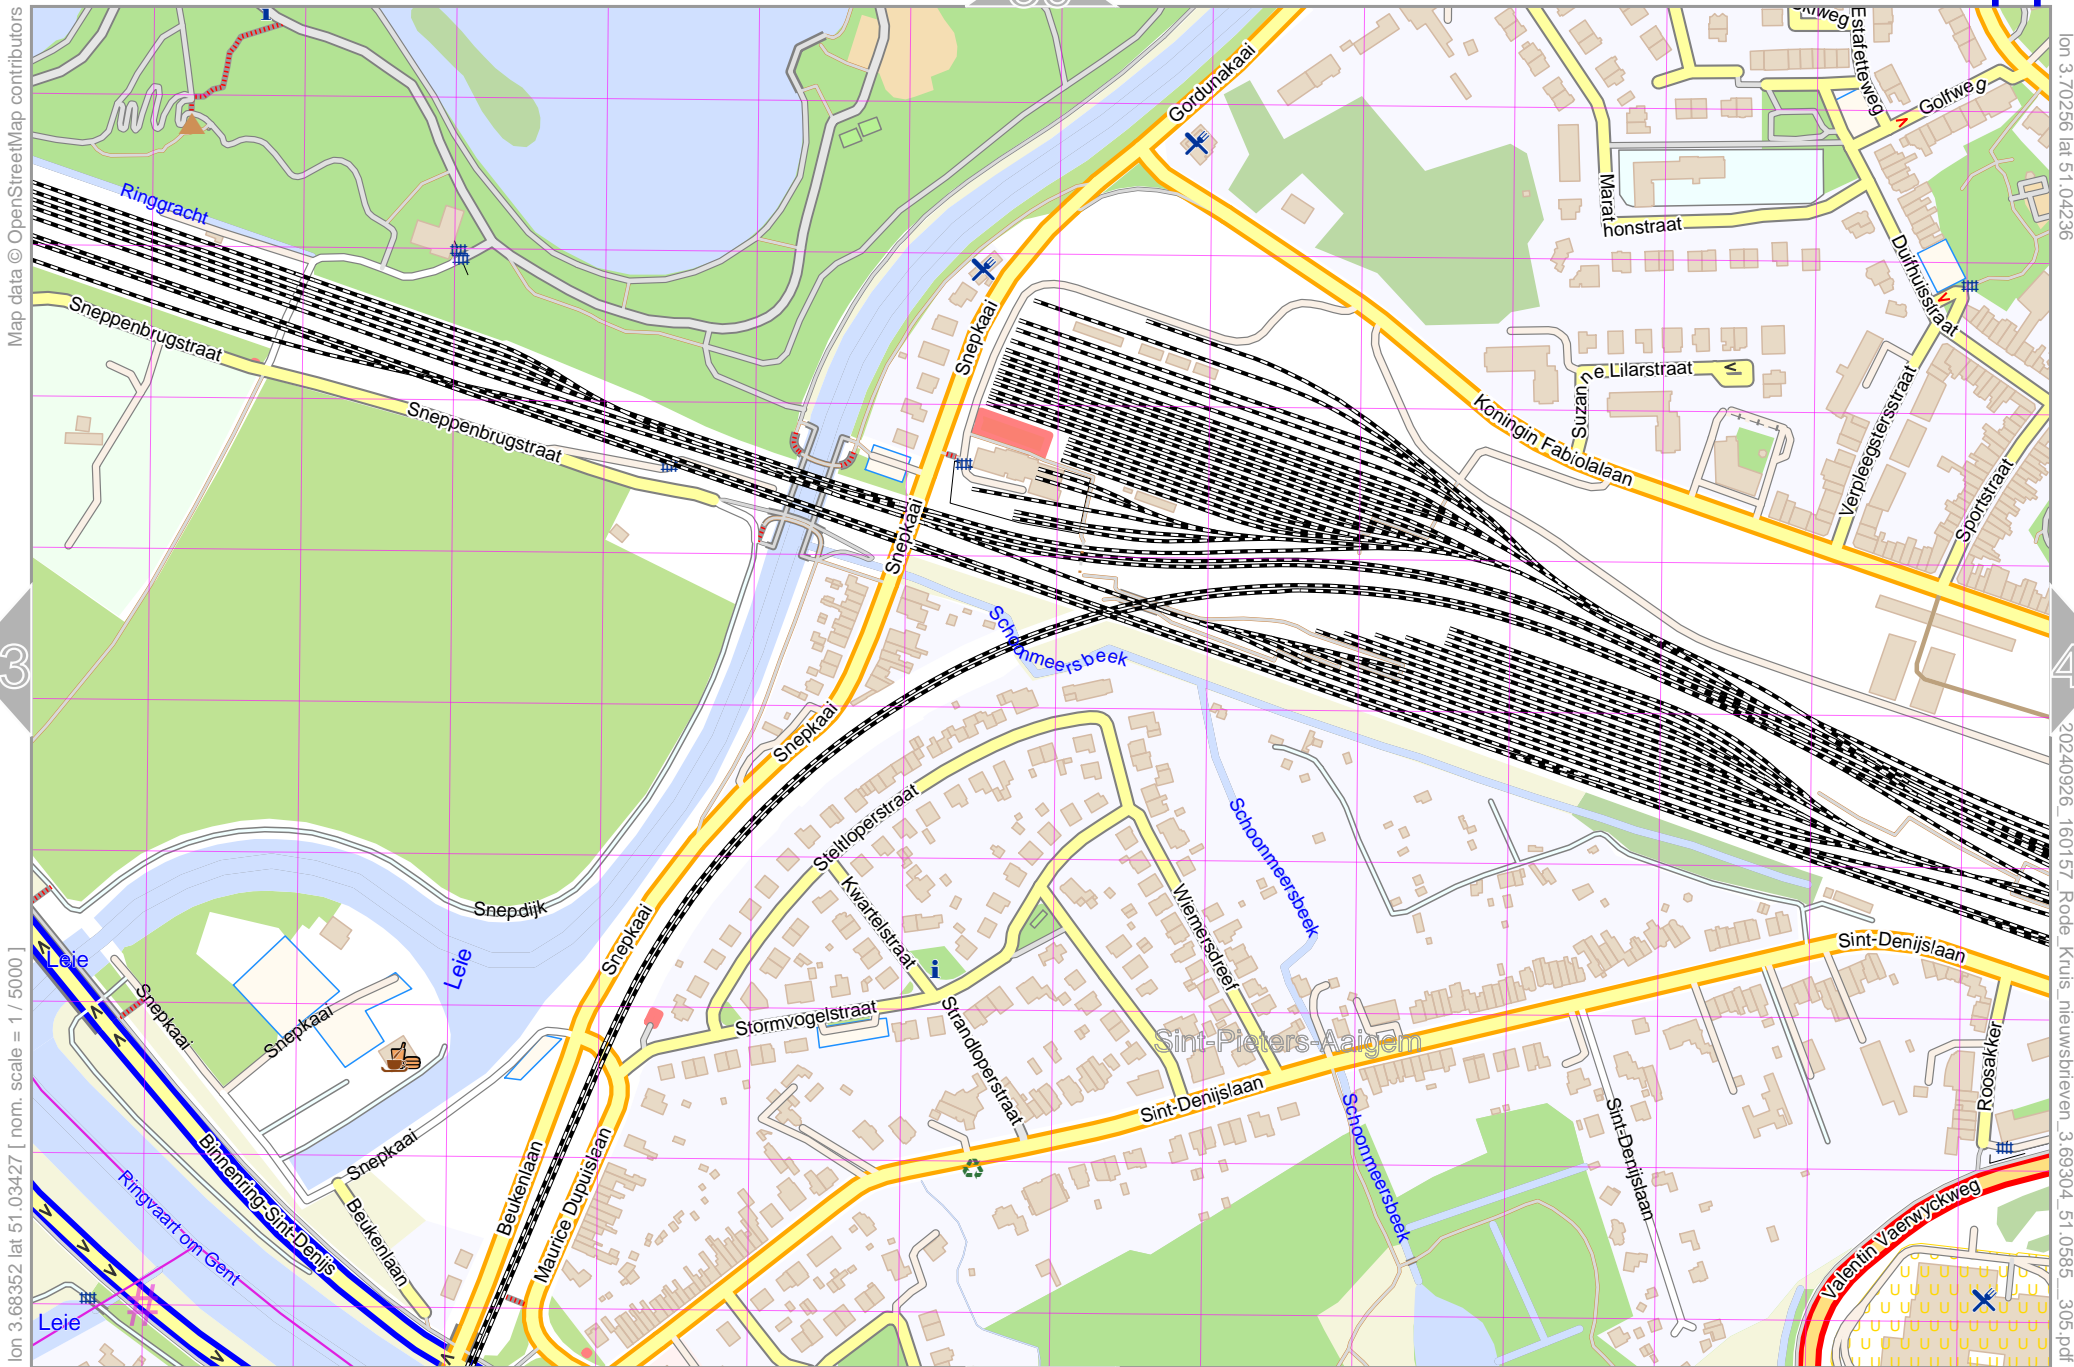 Map data © OpenStreetMap contributors
lon 3.68352 lat 51.03427 [ nom. scale = 1 / 5000 ]
lon 3.70256 lat 51.04236
20240926_160157_Rode_Kruis_nieuwsbrieven_3.69304_51.0585__305.pdf
3
4
Ringgracht
Sneppenbrugstraat
Sneppenbrugstraat
Gordunakaai
Snepkaai
Snepkaai
Snepkaai
Snepkaai
Snepkaai
Snepkaai
Snepkaai
Estafetteweg
Golfweg
Marathonstraat
Duifhuisstraat
Suzanne Lilarstraat
Koningin Fabiolalaan
Verpleegstersstraat
Sportstraat
Schoonmeersbeek
Schoonmeersbeek
Schoonmeersbeek
Steltloperstraat
Kwartelstraat
Wiemersdreef
Stormvogelstraat
Strandloperstraat
Sint-Pieters-Aaigem
Sint-Denijslaan
Sint-Denijslaan
Sint-Denijslaan
Roosakker
Valentin Vaerwyckweg
Snepdijk
Leie
Leie
Leie
Binnenring-Sint-Denijs
Ringvaart om Gent
Beukenlaan
Beukenlaan
Maurice Dupuislaan